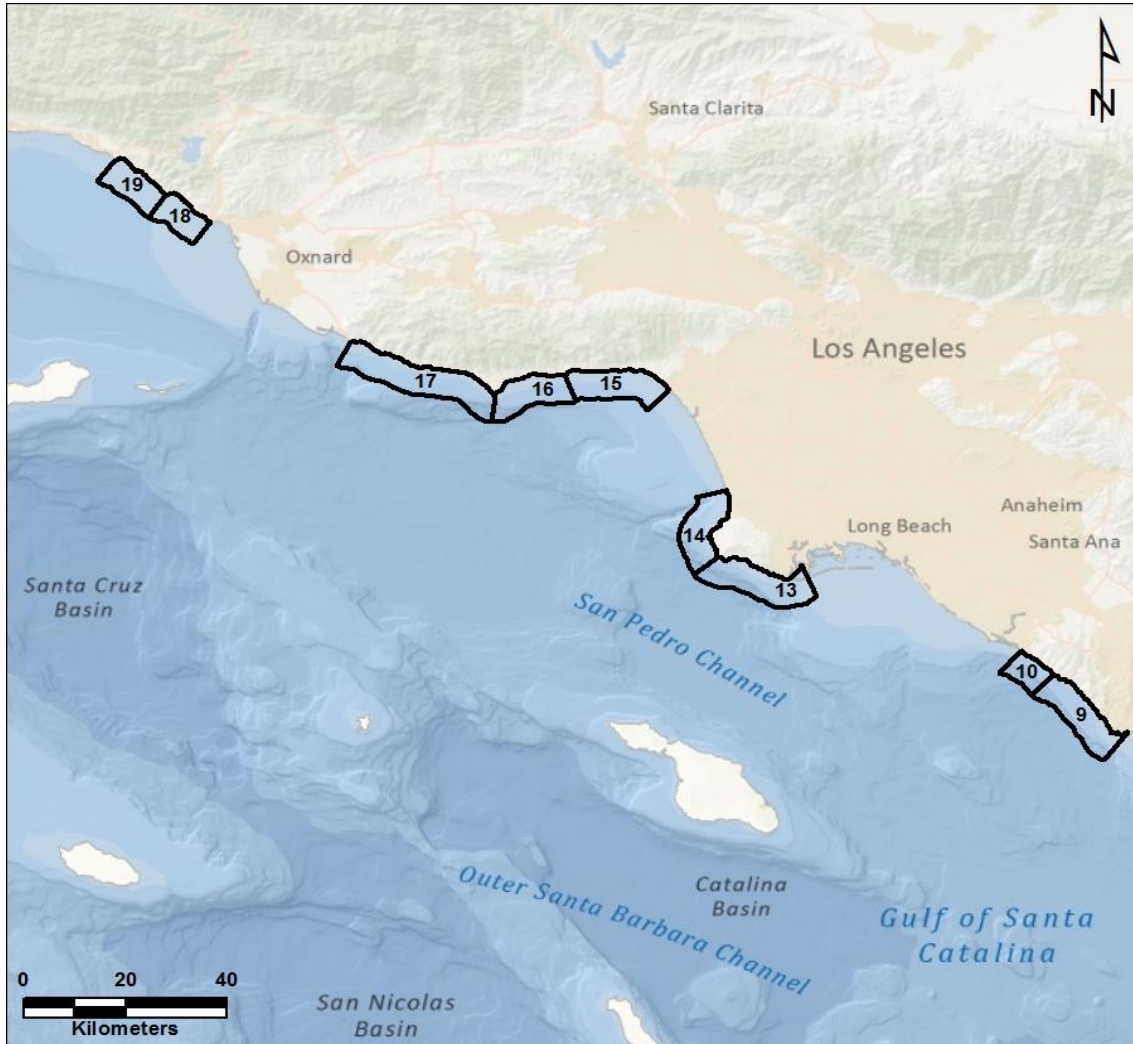 N
Santa Clarita
19
18
Oxnard
Los Angeles
17
16
15
Anaheim
Long Beach
Santa Ana
14
13
Santa Cruz
Basin
San Pedro Channel
10
9
Outer Santa Barbara Channel
Catalina
Basin
Gulf of Santa
Catalina
0 20 40
Kilometers
San Nicolas
Basin